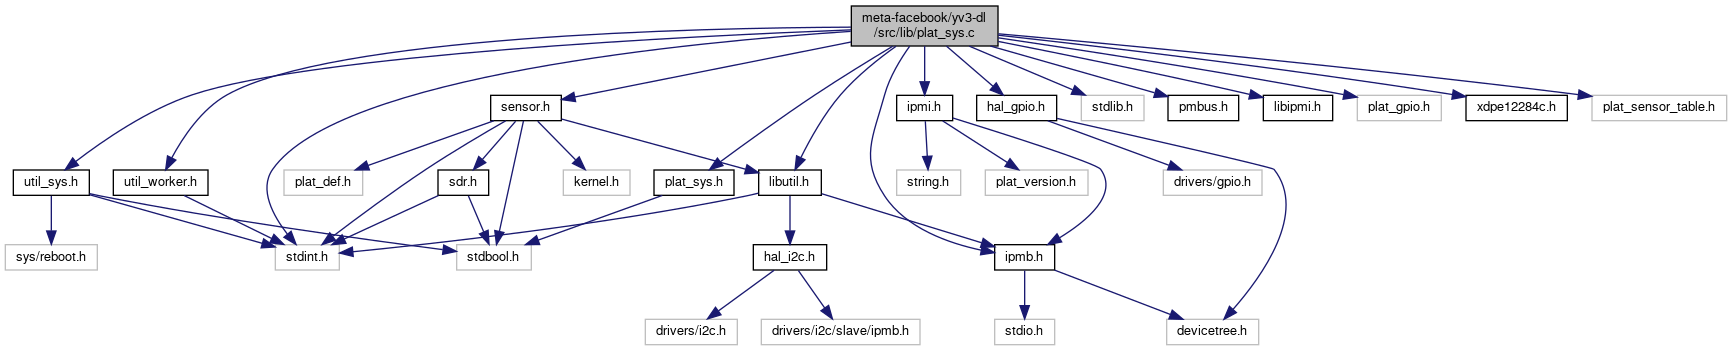 meta-facebook/yv3-dl
/src/lib/plat_sys.c
sensor.h
ipmi.h
hal_gpio.h
stdlib.h
pmbus.h
libipmi.h
plat_gpio.h
xdpe12284c.h
plat_sensor_table.h
util_sys.h
util_worker.h
plat_def.h
sdr.h
kernel.h
plat_sys.h
libutil.h
string.h
plat_version.h
drivers/gpio.h
sys/reboot.h
stdint.h
stdbool.h
hal_i2c.h
ipmb.h
drivers/i2c.h
drivers/i2c/slave/ipmb.h
stdio.h
devicetree.h